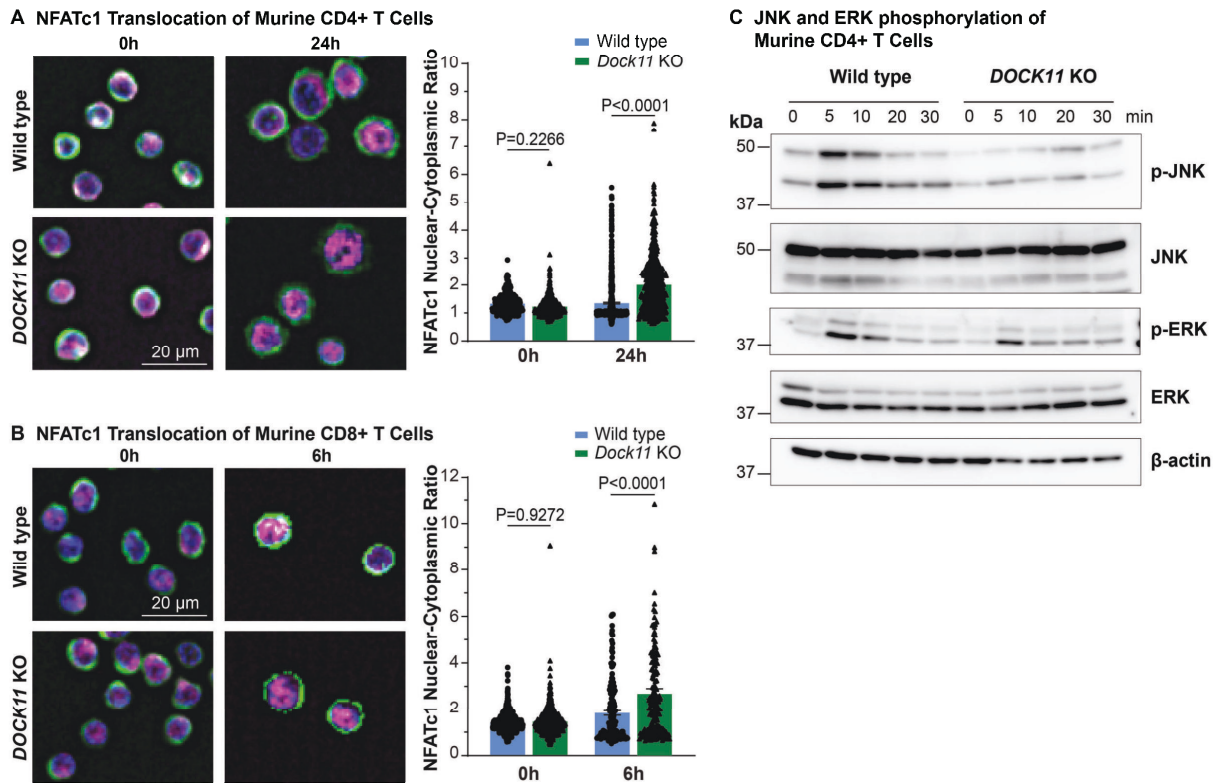 A NFATc1 Translocation of Murine CD4+ T Cells
0h
24h
Wild type
DOCK11 KO
20 µm
Wild type
Dock11 KO
NFATc1 Nuclear-Cytoplasmic Ratio
10
9
8
7
6
5
4
3
2
1
0
P=0.2266
P<0.0001
0h
24h
B NFATc1 Translocation of Murine CD8+ T Cells
0h
6h
Wild type
DOCK11 KO
20 µm
Wild type
Dock11 KO
NFATc1 Nuclear-Cytoplasmic Ratio
12
10
12
8
6
4
2
0
P=0.9272
P<0.0001
0h
6h
C JNK and ERK phosphorylation of
Murine CD4+ T Cells
Wild type
DOCK11 KO
kDa
0 5 10 20 30 0 5 10 20 30 min
50
37
p-JNK
50
JNK
37
p-ERK
37
ERK
37
β-actin